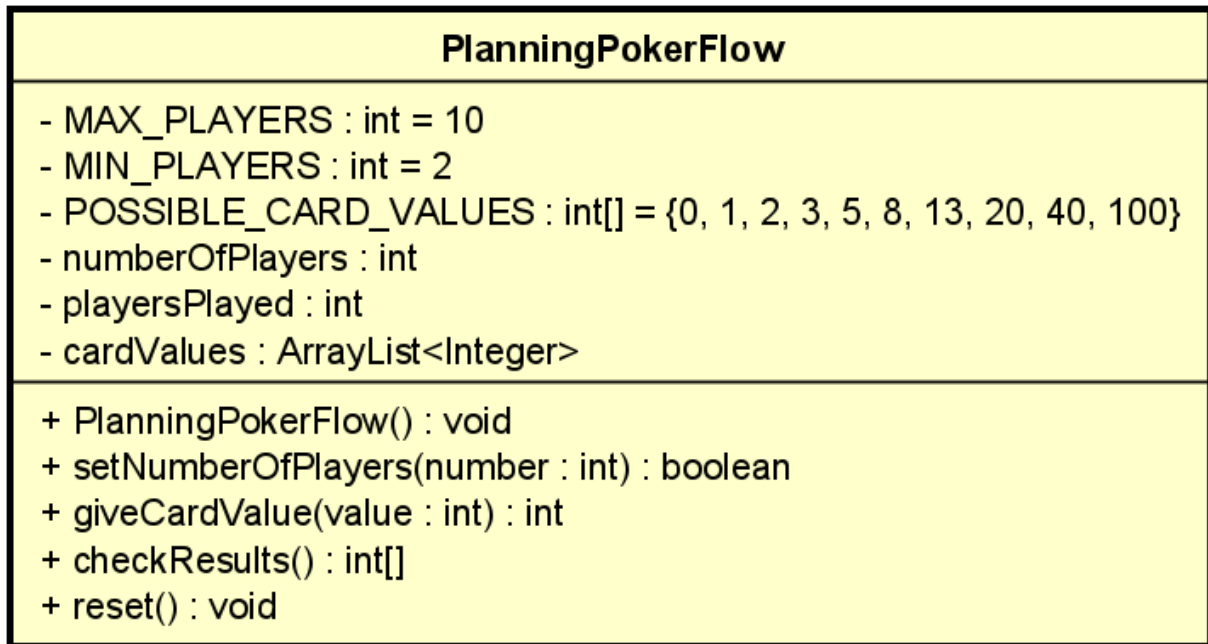 PlanningPokerFlow
- MAX_PLAYERS : int = 10
- MIN_PLAYERS : int = 2
- POSSIBLE_CARD_VALUES : int[] = {0, 1, 2, 3, 5, 8, 13, 20, 40, 100}
- numberOfPlayers : int
- playersPlayed : int
- cardValues : ArrayList<Integer>
+ PlanningPokerFlow() : void
+ setNumberOfPlayers(number : int) : boolean
+ giveCardValue(value : int) : int
+ checkResults() : int[]
+ reset() : void